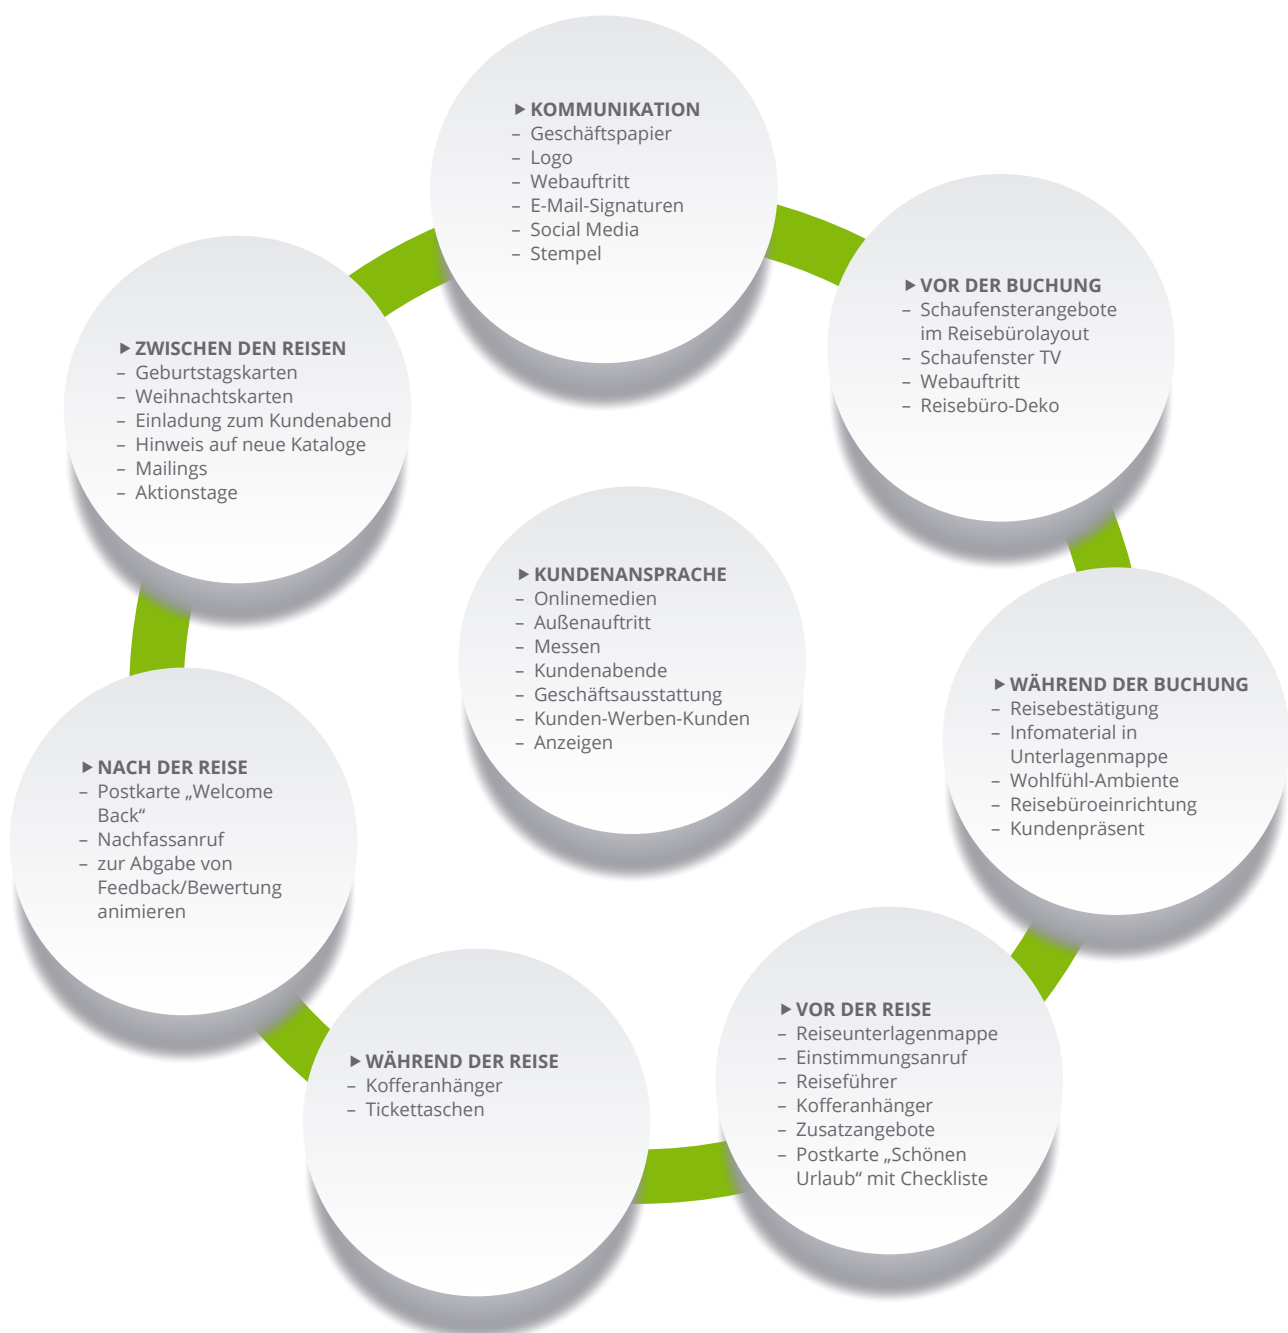 ▶ KOMMUNIKATION
– Geschäftspapier
– Logo
– Webauftritt
– E-Mail-Signaturen
– Social Media
– Stempel
▶ VOR DER BUCHUNG
– Schaufensterangebote
im Reisebürolayout
– Schaufenster TV
– Webauftritt
– Reisebüro-Deko
▶ WÄHREND DER BUCHUNG
– Reisebestätigung
– Infomaterial in
Unterlagenmappe
– Wohlfühl-Ambiente
– Reisebüroeinrichtung
– Kundenpräsent
▶ VOR DER REISE
– Reiseunterlagenmappe
– Einstimmungsanruf
– Reiseführer
– Kofferanhänger
– Zusatzangebote
– Postkarte „Schönen
Urlaub“ mit Checkliste
▶ WÄHREND DER REISE
– Kofferanhänger
– Tickettaschen
▶ NACH DER REISE
– Postkarte „Welcome
Back“
– Nachfassanruf
– zur Abgabe von
Feedback/Bewertung
animieren
▶ ZWISCHEN DEN REISEN
– Geburtstagskarten
– Weihnachtskarten
– Einladung zum Kundenabend
– Hinweis auf neue Kataloge
– Mailings
– Aktionstage
▶ KUNDENANSPRACHE
– Onlinemedien
– Außenauftritt
– Messen
– Kundenabende
– Geschäftsausstattung
– Kunden-Werben-Kunden
– Anzeigen